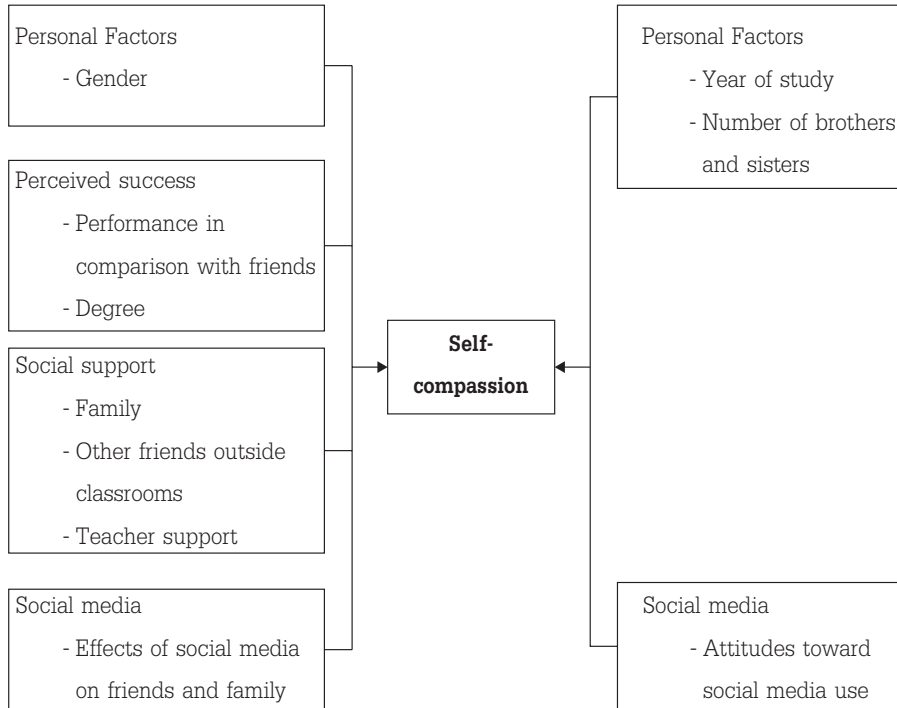 Personal Factors
- Gender
Perceived success
- Performance in
comparison with friends
- Degree
Social support
- Family
- Other friends outside
classrooms
- Teacher support
Social media
- Effects of social media
on friends and family
Self-
compassion
Personal Factors
- Year of study
- Number of brothers
and sisters
Social media
- Attitudes toward
social media use